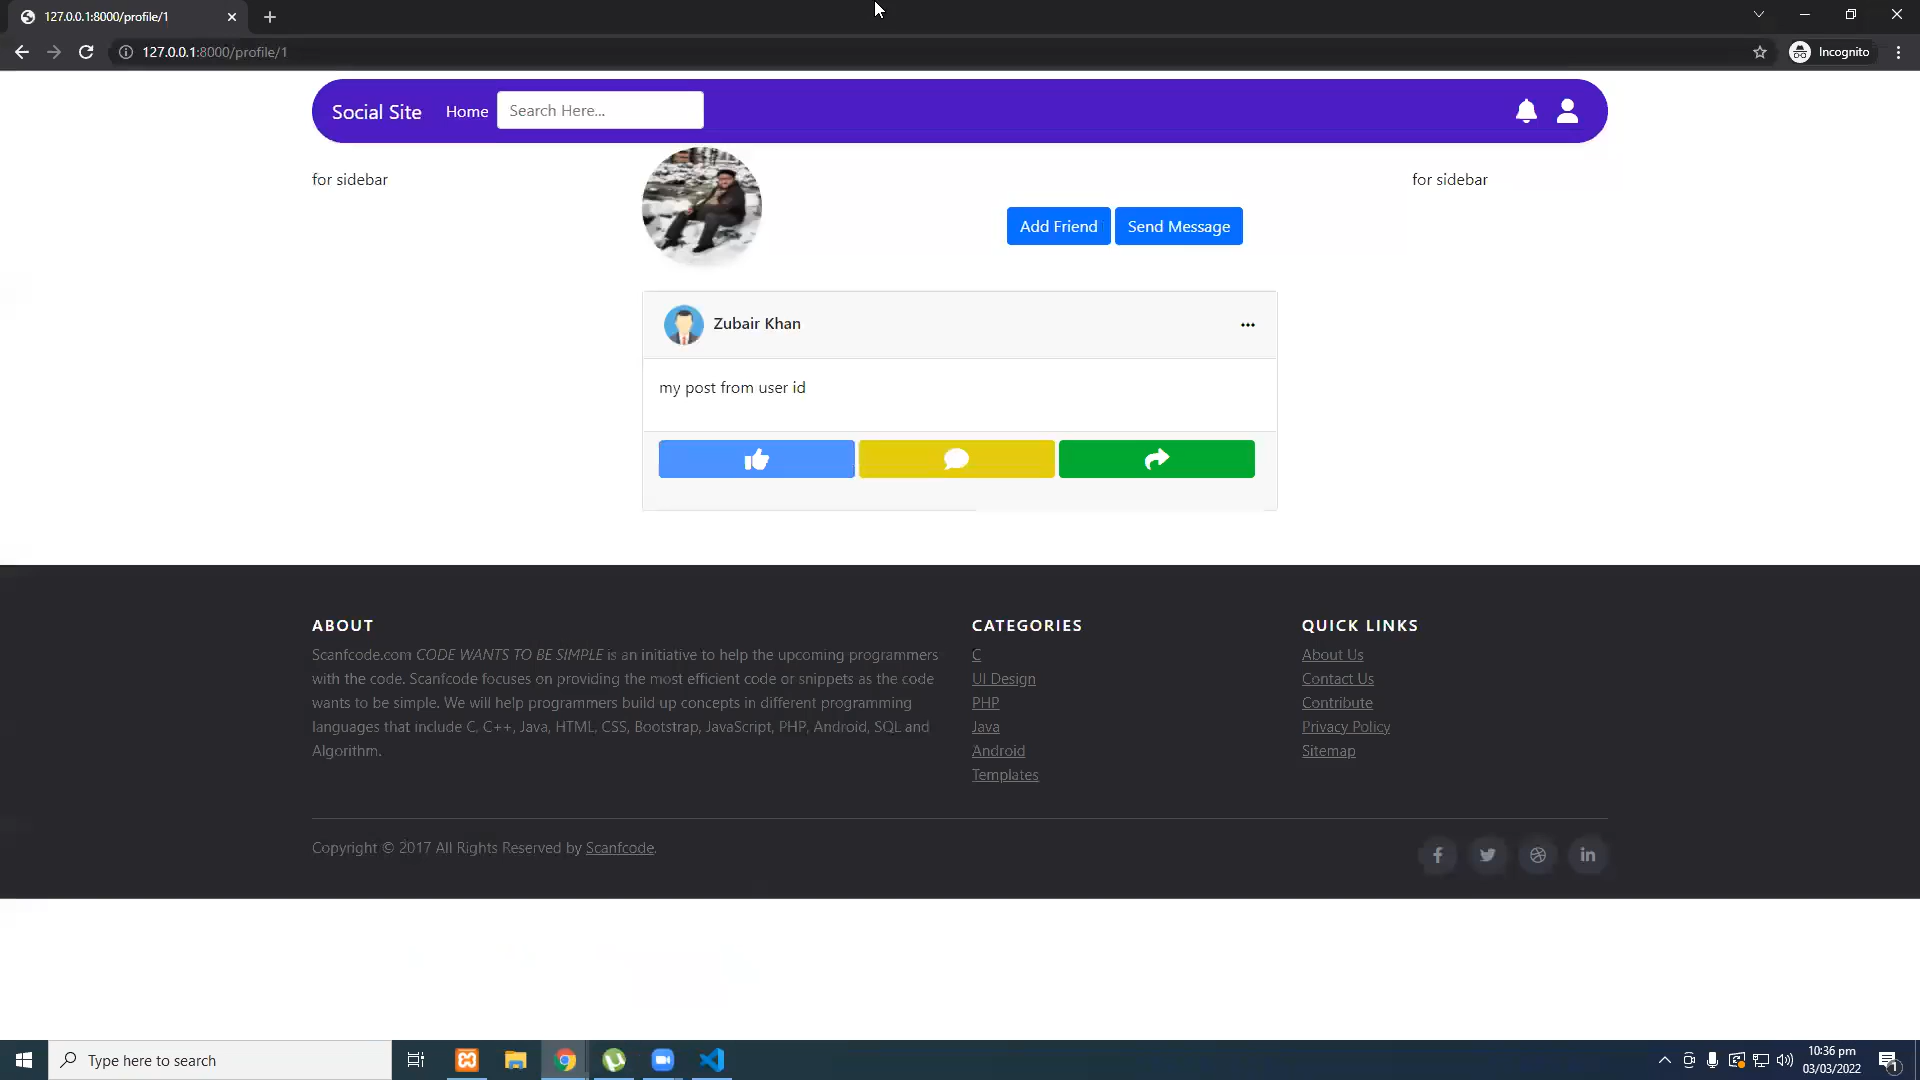 127.0.0.1:8000/profile/1
127.0.0.1:8000/profile/1
Incognito
Social Site
Home
Search Here...
for sidebar
for sidebar
Add Friend
Send Message
Zubair Khan
my post from user id
ABOUT
Scanfcode.com CODE WANTS TO BE SIMPLE is an initiative to help the upcoming programmers
with the code. Scanfcode focuses on providing the most efficient code or snippets as the code
wants to be simple. We will help programmers build up concepts in different programming
languages that include C, C++, Java, HTML, CSS, Bootstrap, JavaScript, PHP, Android, SQL and
Algorithm.
CATEGORIES
C
UI Design
PHP
Java
Android
Templates
QUICK LINKS
About Us
Contact Us
Contribute
Privacy Policy
Sitemap
Copyright © 2017 All Rights Reserved by Scanfcode.
Type here to search
10:36 pm
03/03/2022
1